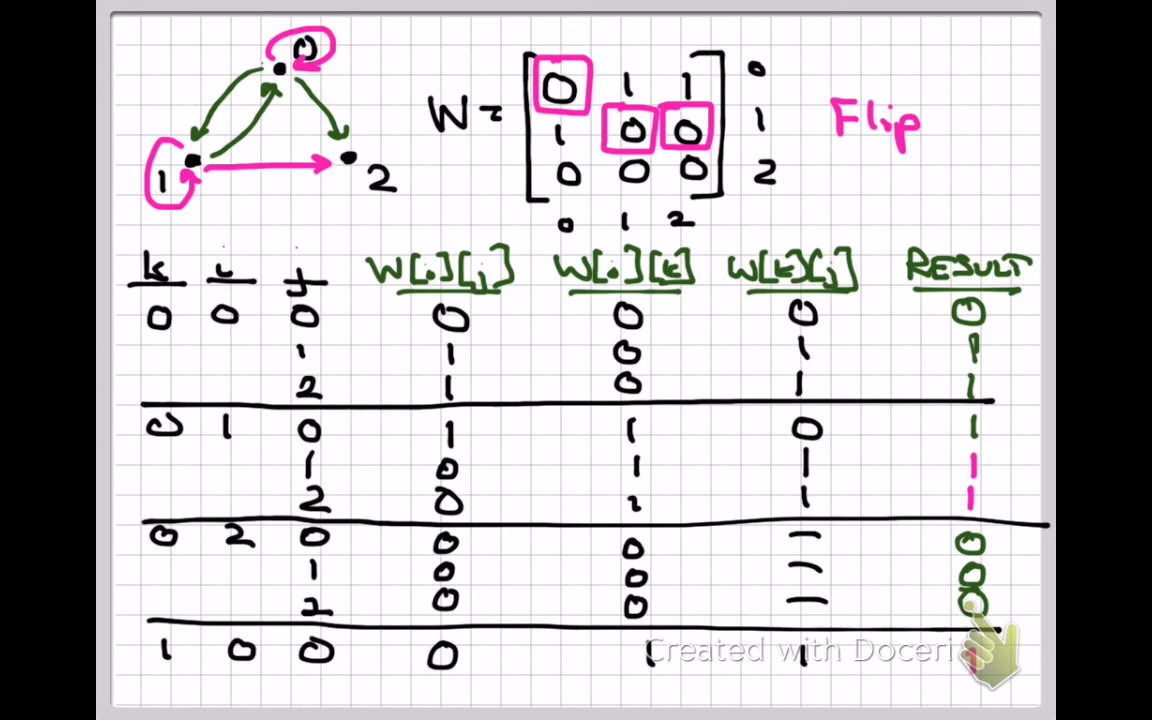 0
1
2
W = [ 0 1 1 ] 0
[ 1 0 0 ] 1
[ 0 0 0 ] 2
0 1 2
Flip
k i j W[i][j] W[i][k] W[k][j] RESULT
0 0 0 0 0 0 0
1 1 0 1 1
2 1 0 1 1
0 1 0 1 1 0 1
1 0 1 1 1
2 0 1 1 1
0 2 0 0 0 — 0
1 0 0 — 0
2 0 0 — 0
1 0 0 0 1 1 1
Created with Doceri